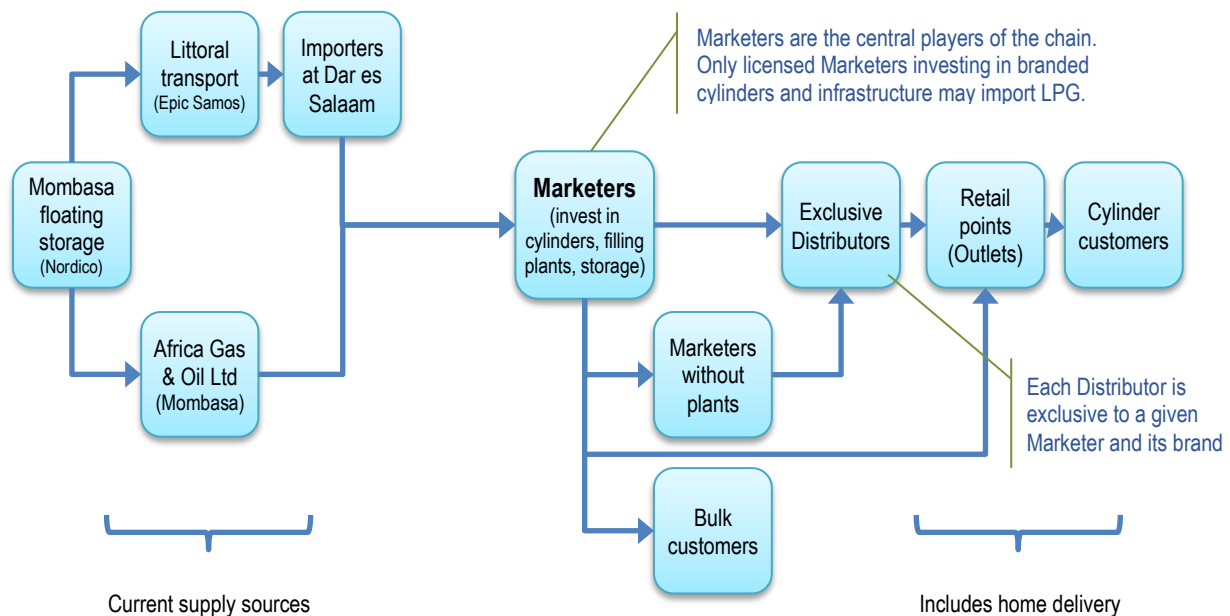 Littoral
transport
(Epic Samos)
Importers
at Dar es
Salaam
Marketers are the central players of the chain.
Only licensed Marketers investing in branded
cylinders and infrastructure may import LPG.
Mombasa
floating
storage
(Nordico)
Marketers
(invest in
cylinders, filling
plants, storage)
Exclusive
Distributors
Retail
points
(Outlets)
Cylinder
customers
Africa Gas
& Oil Ltd
(Mombasa)
Marketers
without
plants
Each Distributor is
exclusive to a given
Marketer and its brand
Bulk
customers
Current supply sources
Includes home delivery